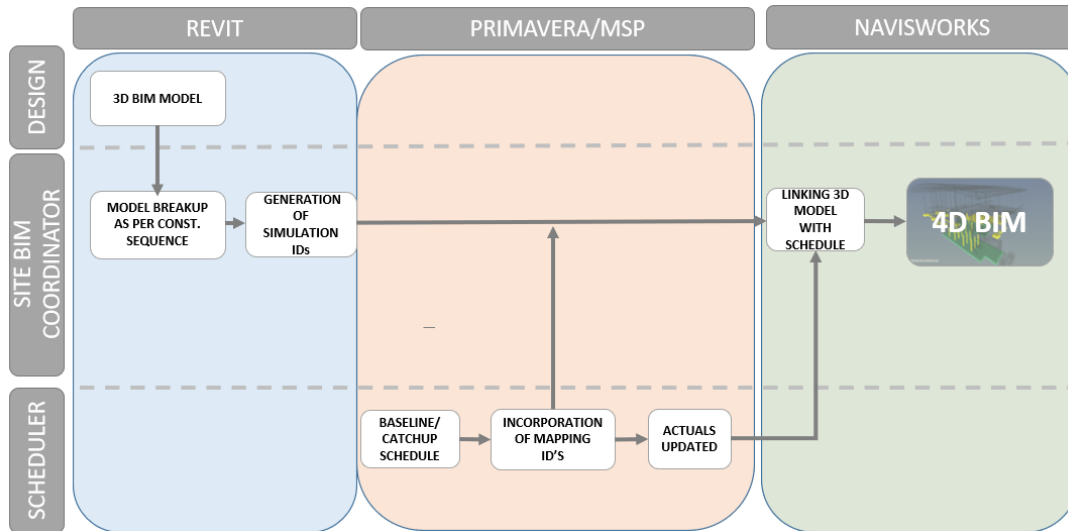 REVIT
PRIMAVERA/MSP
NAVISWORKS
DESIGN
3D BIM MODEL
SITE BIM
COORDINATOR
MODEL BREAKUP
AS PER CONST.
SEQUENCE
GENERATION
OF
SIMULATION
IDs
LINKING 3D
MODEL
WITH
SCHEDULE
4D BIM
SCHEDULER
BASELINE/
CATCHUP
SCHEDULE
INCORPORATION
OF MAPPING
ID'S
ACTUALS
UPDATED